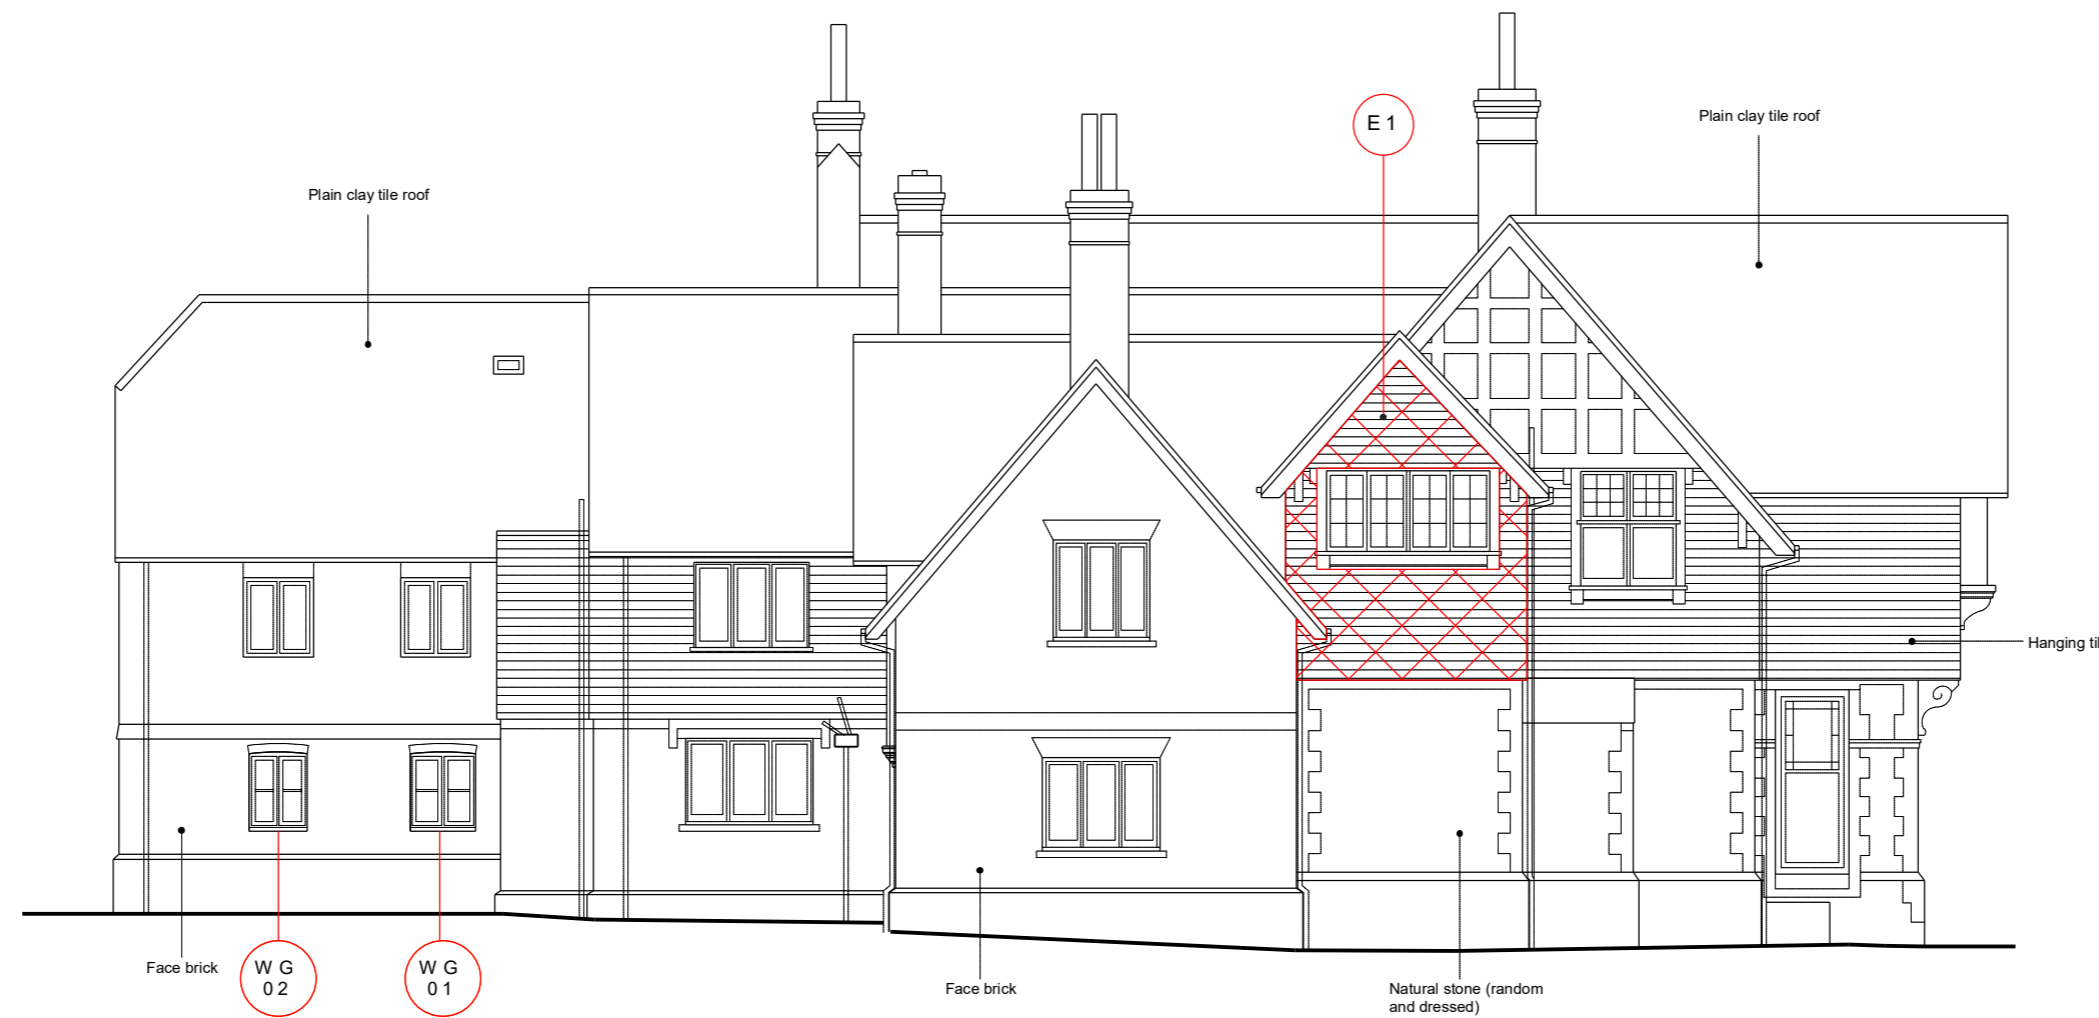 E 1
Plain clay tile roof
Plain clay tile roof
Hanging til
Face brick
W G
0 2
W G
0 1
Face brick
Natural stone (random
and dressed)